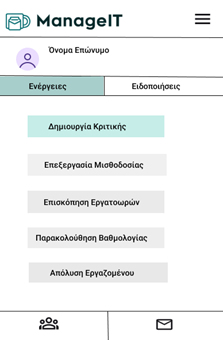 ManageIT
Όνομα Επώνυμο
Ενέργειες
Ειδοποιήσεις
Δημιουργία Κριτικής
Επεξεργασία Μισθοδοσίας
Επισκόπηση Εργατοωρών
Παρακολούθηση Βαθμολογίας
Απόλυση Εργαζομένου